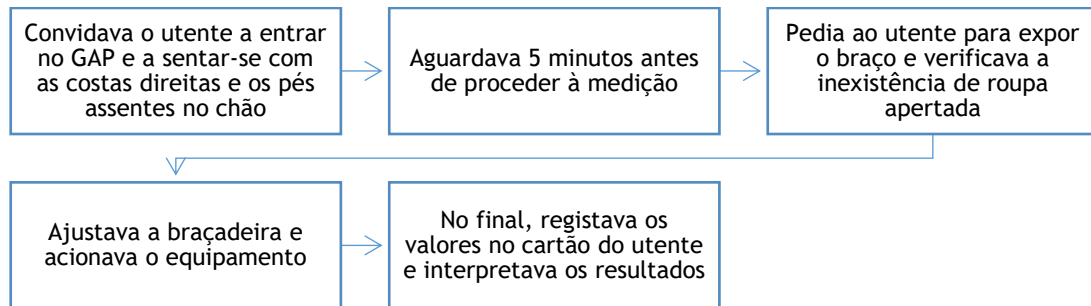 Convidava o utente a entrar
no GAP e a sentar-se com
as costas direitas e os pés
assentes no chão
Aguardava 5 minutos antes
de proceder à medição
Pedia ao utente para expor
o braço e verificava a
inexistência de roupa
apertada
Ajustava a braçadeira e
acionava o equipamento
No final, registava os
valores no cartão do utente
e interpretava os resultados